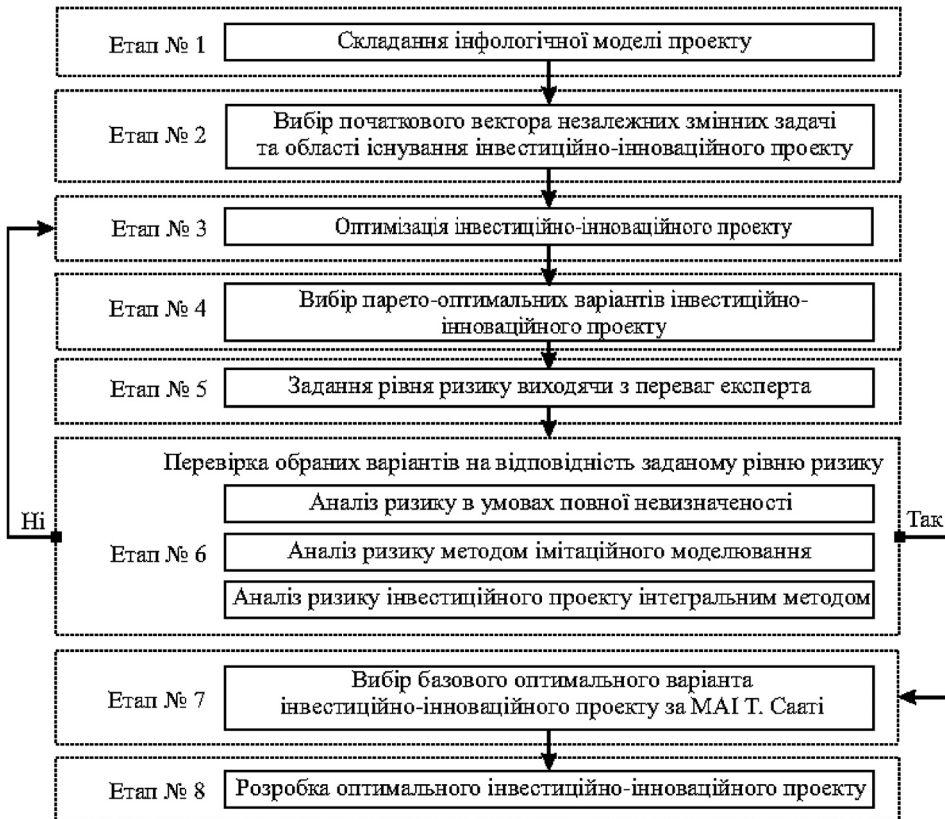 Етап № 1
Складання інфологічної моделі проекту
Етап № 2
Вибір початкового вектора незалежних змінних задачі
та області існування інвестиційно-інноваційного проекту
Етап № 3
Оптимізація інвестиційно-інноваційного проекту
Етап № 4
Вибір парето-оптимальних варіантів інвестиційно-
інноваційного проекту
Етап № 5
Задання рівня ризику виходячи з переваг експерта
Перевірка обраних варіантів на відповідність заданому рівню ризику
Аналіз ризику в умовах повної невизначеності
Ні
Так
Етап № 6
Аналіз ризику методом імітаційного моделювання
Аналіз ризику інвестиційного проекту інтегральним методом
Етап № 7
Вибір базового оптимального варіанта
інвестиційно-інноваційного проекту за МАІ Т. Сааті
Етап № 8
Розробка оптимального інвестиційно-інноваційного проекту